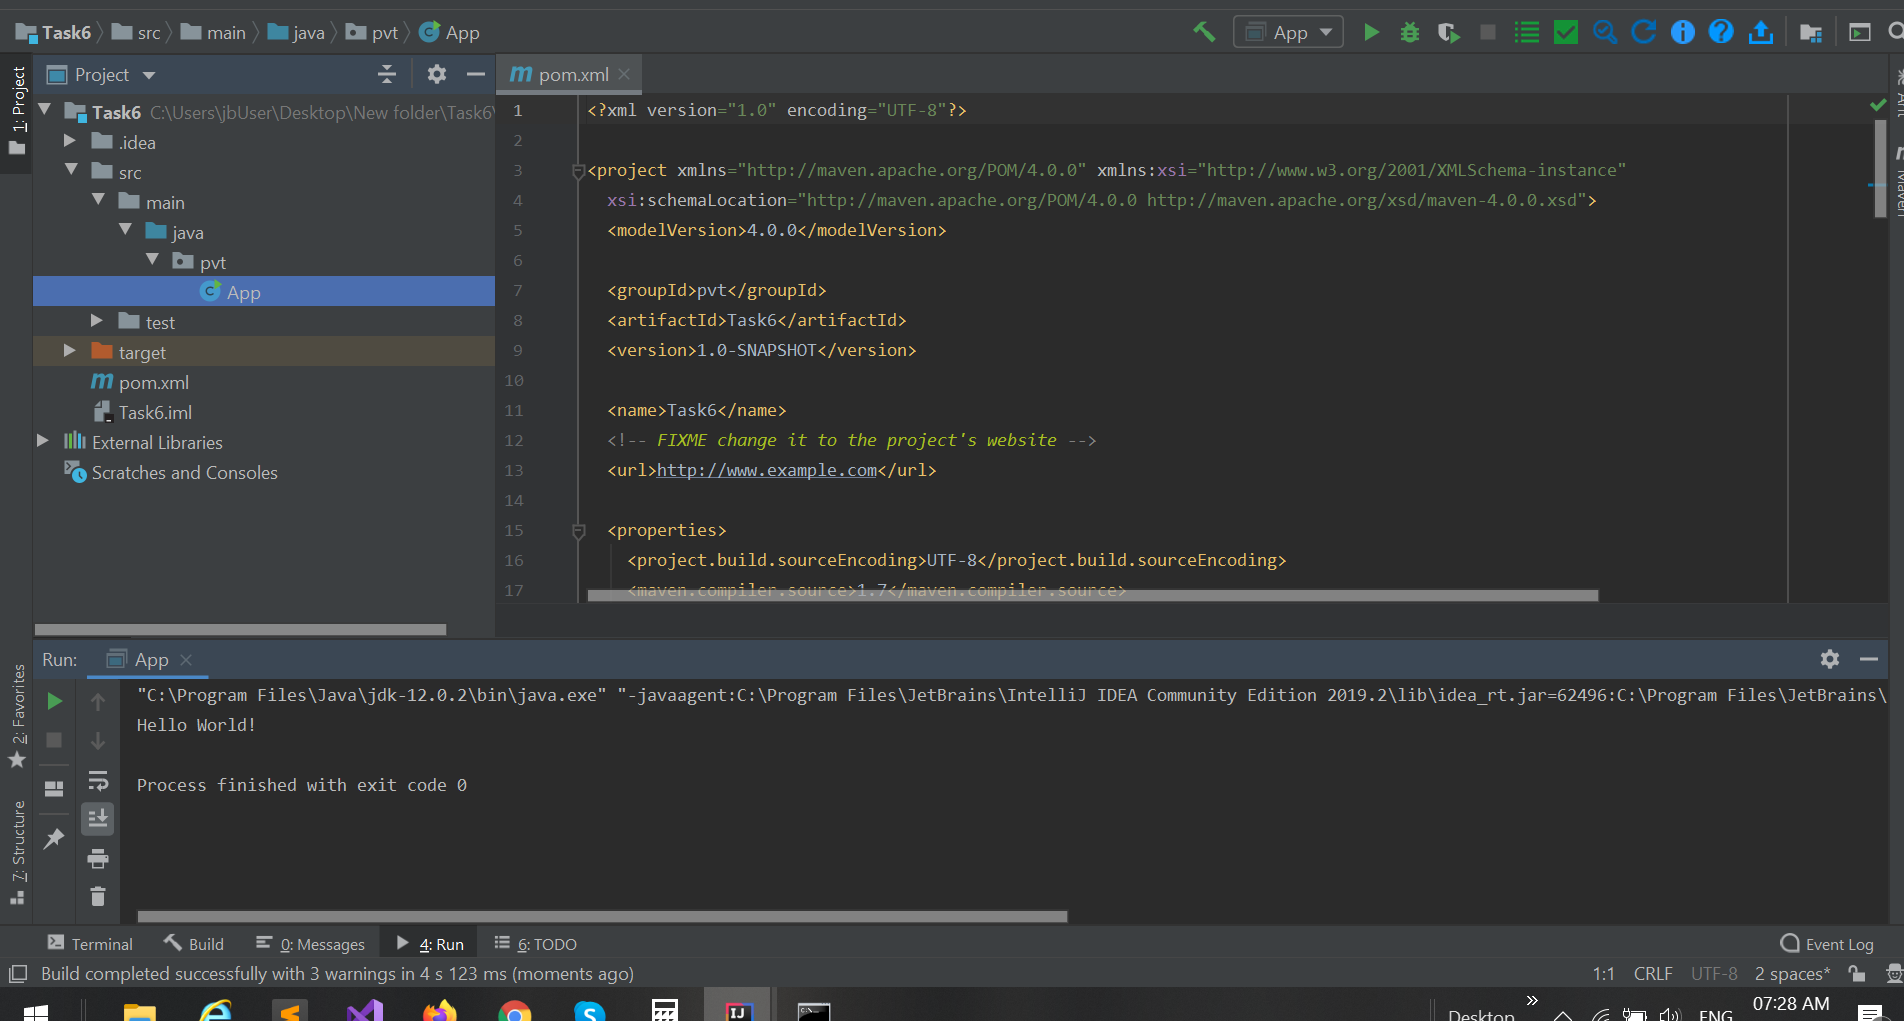 Task6 src main java pvt App
App
1: Project
Project
Task6 C:\Users\jbUser\Desktop\New folder\Task6\
.idea
src
main
java
pvt
App
test
target
pom.xml
Task6.iml
External Libraries
Scratches and Consoles
pom.xml
1 <?xml version="1.0" encoding="UTF-8"?>
2
3 <project xmlns="http://maven.apache.org/POM/4.0.0" xmlns:xsi="http://www.w3.org/2001/XMLSchema-instance"
4 xsi:schemaLocation="http://maven.apache.org/POM/4.0.0 http://maven.apache.org/xsd/maven-4.0.0.xsd">
5 <modelVersion>4.0.0</modelVersion>
6
7 <groupId>pvt</groupId>
8 <artifactId>Task6</artifactId>
9 <version>1.0-SNAPSHOT</version>
10
11 <name>Task6</name>
12 <!-- FIXME change it to the project's website -->
13 <url>http://www.example.com</url>
14
15 <properties>
16 <project.build.sourceEncoding>UTF-8</project.build.sourceEncoding>
17 <maven.compiler.source>1.7</maven.compiler.source>
Ant
Maven
2: Favorites
7: Structure
Run: App
"C:\Program Files\Java\jdk-12.0.2\bin\java.exe" "-javaagent:C:\Program Files\JetBrains\IntelliJ IDEA Community Edition 2019.2\lib\idea_rt.jar=62496:C:\Program Files\JetBrains\
Hello World!
Process finished with exit code 0
Terminal Build 0: Messages 4: Run 6: TODO Event Log
Build completed successfully with 3 warnings in 4 s 123 ms (moments ago) 1:1 CRLF UTF-8 2 spaces*
Desktop » ENG 07:28 AM